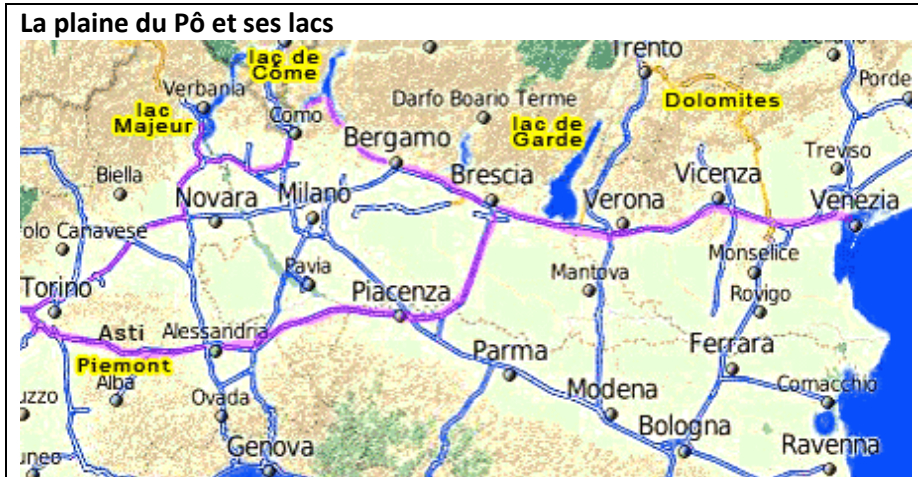 La plaine du Pô et ses lacs
Trento
lac de
Côme
Verbania
Porde
lac
Majeur
Darfo Boario Terme
Dolomites
Como
lac de
Garde
Bergamo
Treviso
Biella
Brescia
Vicenza
Novara
Milano
Verona
Venezia
olo Canavese
Monselice
Pavia
Mantova
Torino
Piacenza
Rovigo
Asti
Alessandria
Parma
Ferrara
Piemont
Alba
Comacchio
uzzo
Ovada
Modena
Bologna
Genova
Ravenna
uneo